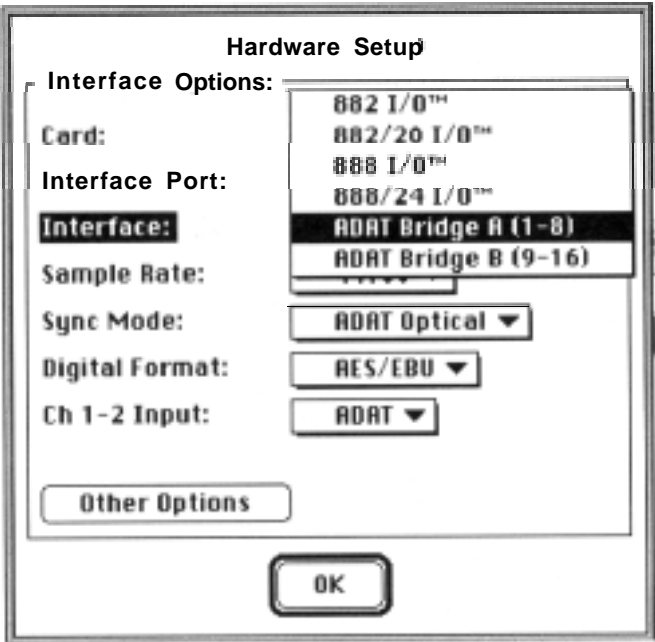 Hardware Setup
Interface Options:
882 I/O™
Card:
882/20 I/O™
888 I/O™
Interface Port:
888/24 I/O™
Interface:
ADAT Bridge A (1-8)
ADAT Bridge B (9-16)
Sample Rate:
Sync Mode:
ADAT Optical
Digital Format:
AES/EBU
Ch 1-2 Input:
ADAT
Other Options
OK